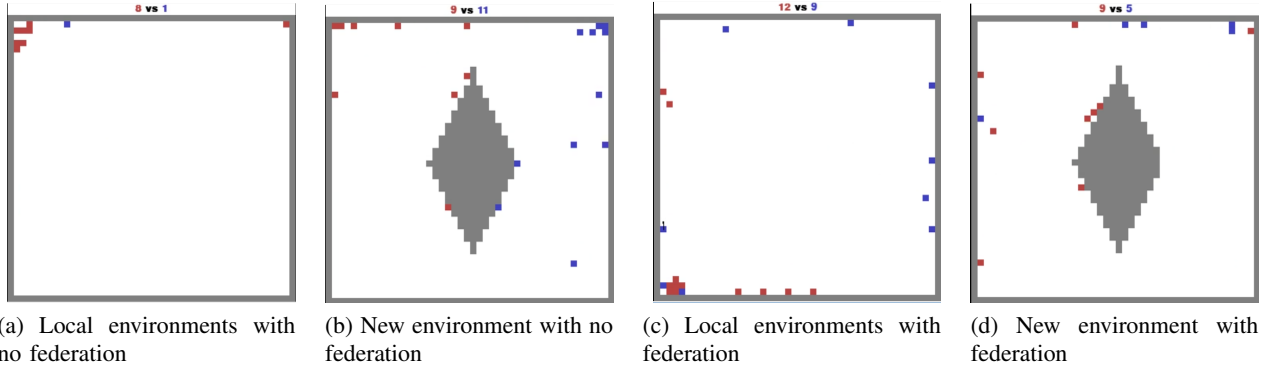 8 vs 1
9 vs 11
12 vs 9
9 vs 5
(a) Local environments with
no federation
(b) New environment with no
federation
(c) Local environments with
federation
(d) New environment with
federation